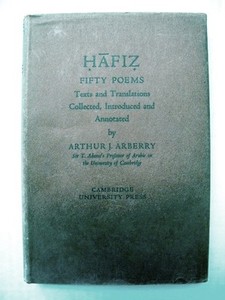 ḤĀFIẒ
FIFTY POEMS
Texts and Translations
Collected, Introduced and
Annotated
by
ARTHUR J. ARBERRY
Sir T. Adams's Professor of Arabic in
the University of Cambridge
CAMBRIDGE
UNIVERSITY PRESS